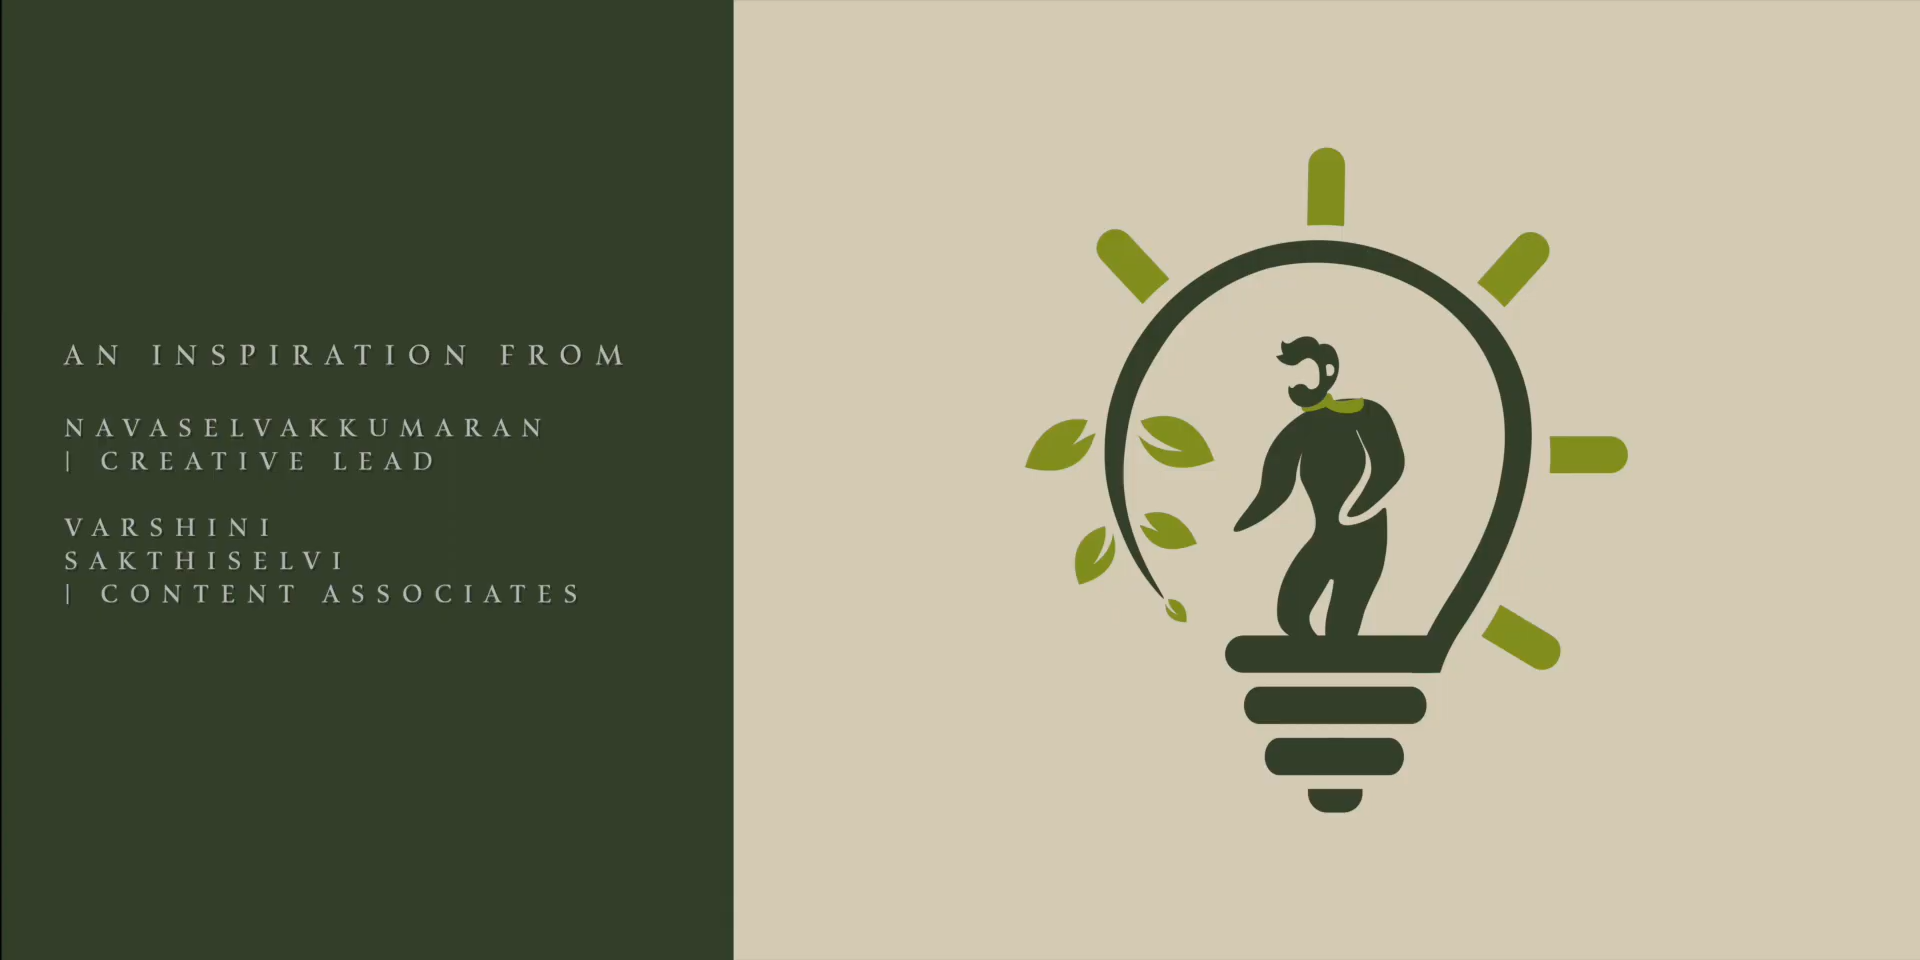 AN INSPIRATION FROM
NAVASELVAKKUMARAN
| CREATIVE LEAD
VARSHINI
SAKTHISELVI
| CONTENT ASSOCIATES